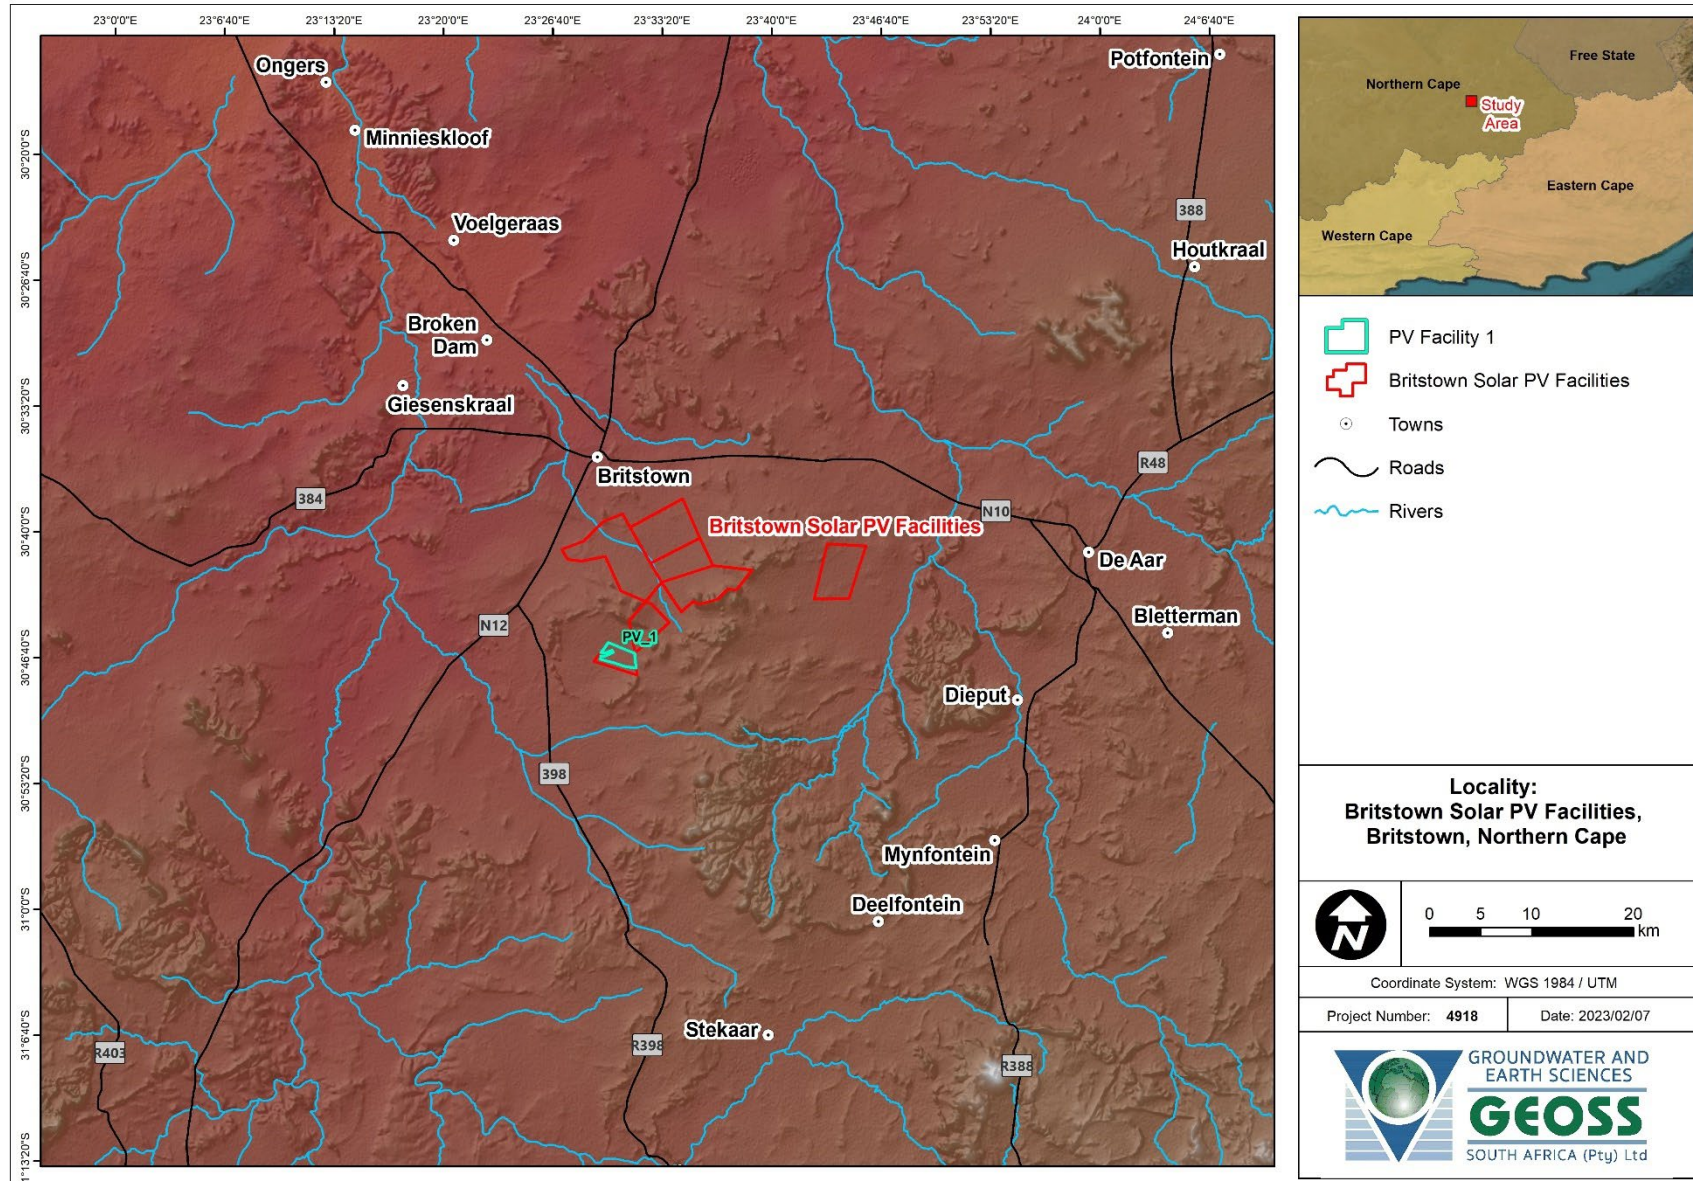 23°0'0"E
23°6'40"E
23°13'20"E
23°20'0"E
23°26'40"E
23°33'20"E
23°40'0"E
23°46'40"E
23°53'20"E
24°0'0"E
24°6'40"E
30°20'0"S
30°26'40"S
30°33'20"S
30°40'0"S
30°46'40"S
30°53'20"S
31°0'0"S
31°6'40"S
1°13'20"S
Ongers
Potfontein
Minnieskloof
Voelgeraas
388
Houtkraal
Broken
Dam
Giesenskraal
Britstown
R48
384
N10
Britstown Solar PV Facilities
De Aar
Bletterman
N12
PV_1
Dieput
398
Mynfontein
Deelfontein
Stekaar
R403
R398
R388
Free State
Northern Cape
Study
Area
Eastern Cape
Western Cape
PV Facility 1
Britstown Solar PV Facilities
Towns
Roads
Rivers
Locality:
Britstown Solar PV Facilities,
Britstown, Northern Cape
N
0 5 10 20
km
Coordinate System: WGS 1984 / UTM
Project Number: 4918
Date: 2023/02/07
GROUNDWATER AND
EARTH SCIENCES
GEOSS
SOUTH AFRICA (Pty) Ltd